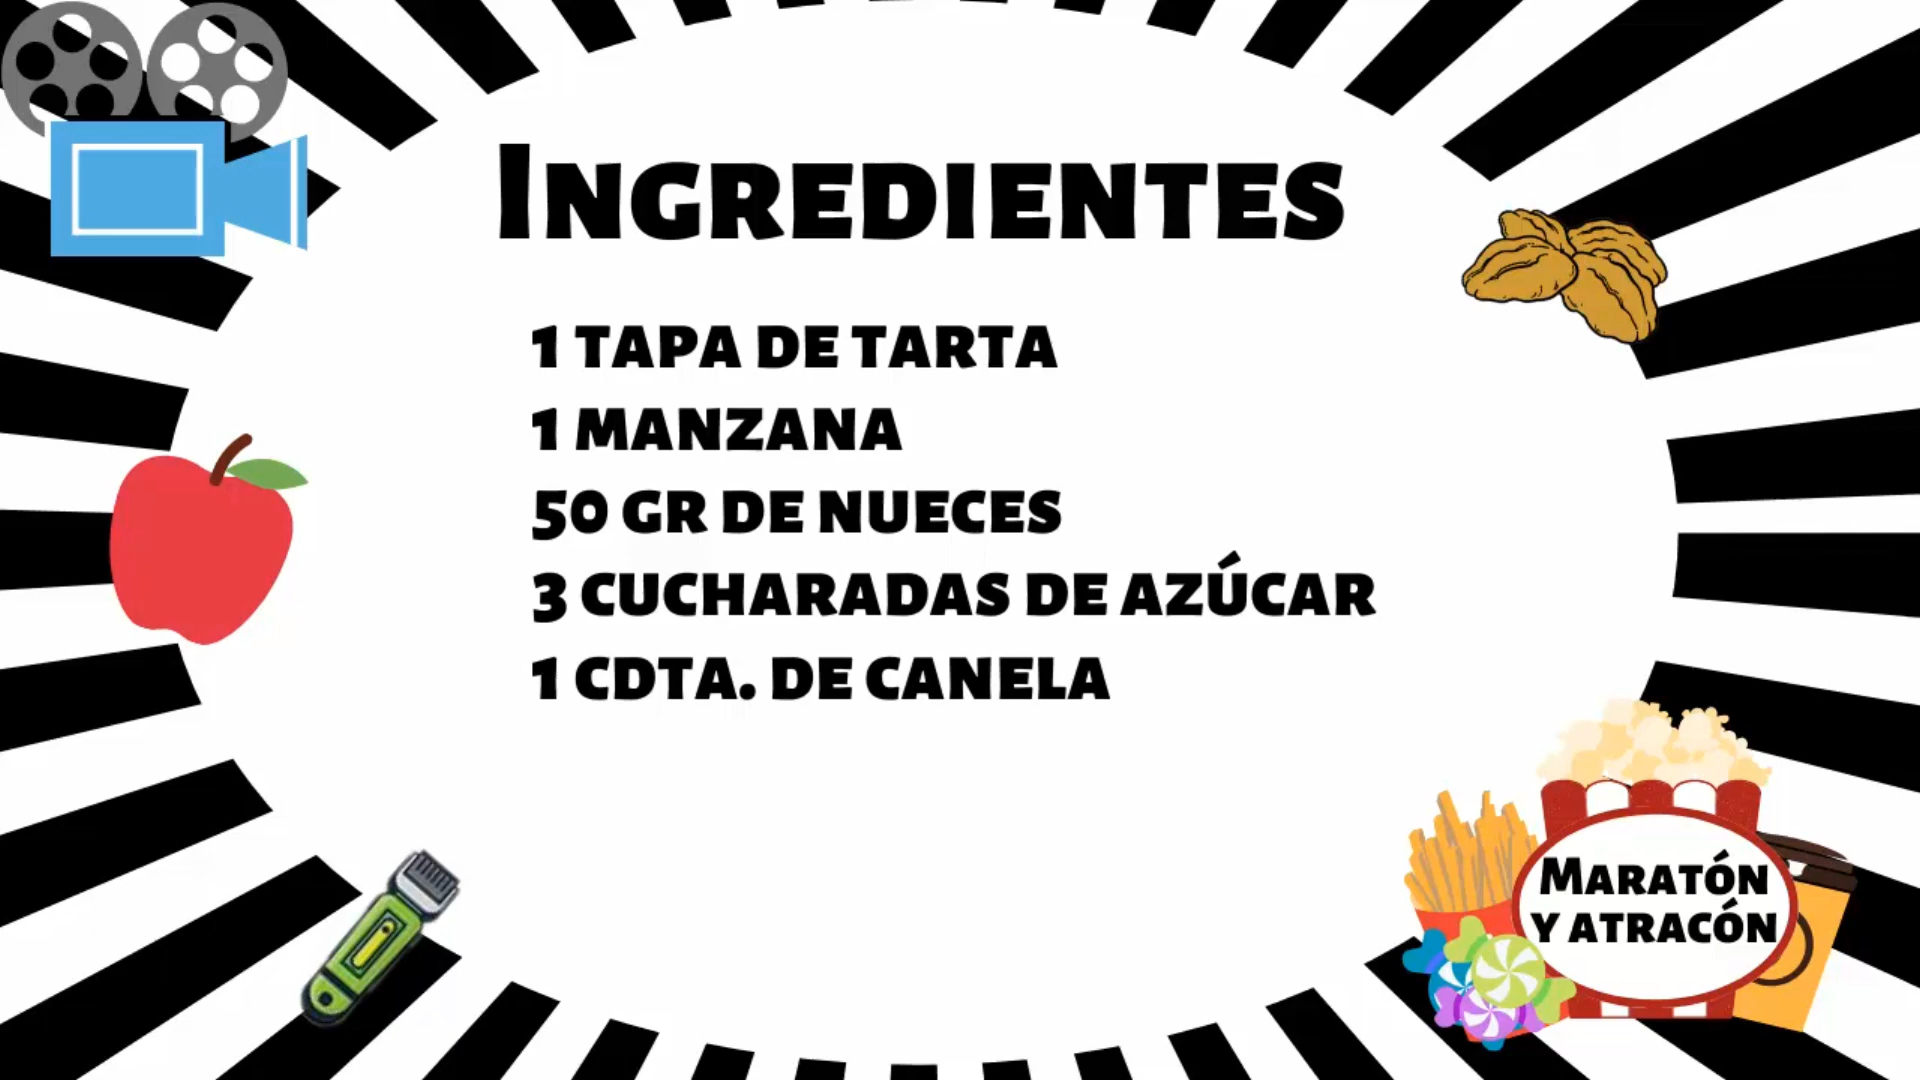 INGREDIENTES
1 TAPA DE TARTA
1 MANZANA
50 GR DE NUECES
3 CUCHARADAS DE AZÚCAR
1 CDTA. DE CANELA
MARATÓN
Y ATRACÓN